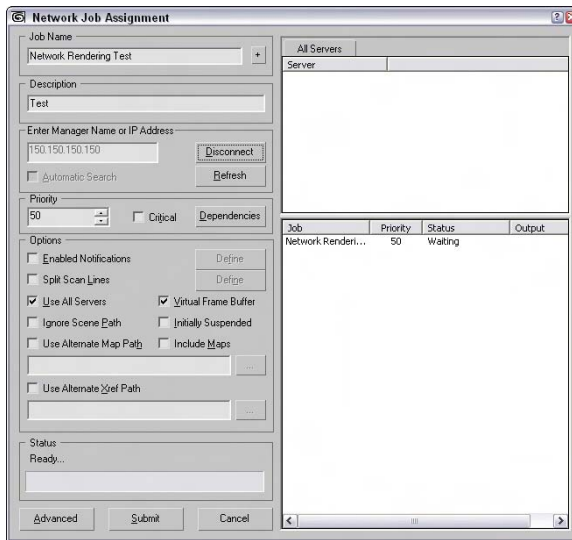 Network Job Assignment
Job Name
Network Rendering Test
+
Description
Test
Enter Manager Name or IP Address
150.150.150.150
Disconnect
Automatic Search
Refresh
Priority
50
Critical
Dependencies
Options
Enabled Notifications
Define
Split Scan Lines
Define
Use All Servers
Virtual Frame Buffer
Ignore Scene Path
Initially Suspended
Use Alternate Map Path
Include Maps
...
Use Alternate Xref Path
...
Status
Ready...
Advanced
Submit
Cancel
All Servers
Server
Job Priority Status Output
Network Renderi... 50 Waiting